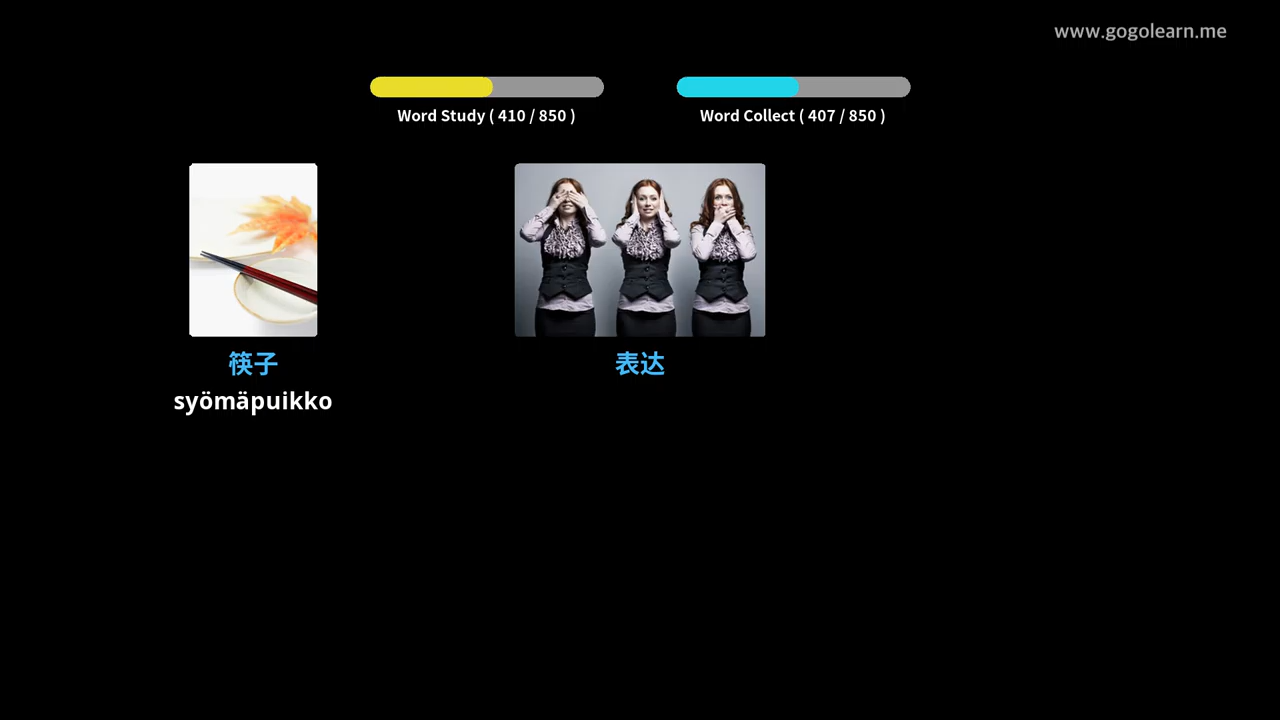 www.gogolearn.me
Word Study ( 410 / 850 )
Word Collect ( 407 / 850 )
筷子
表达
syömäpuikko